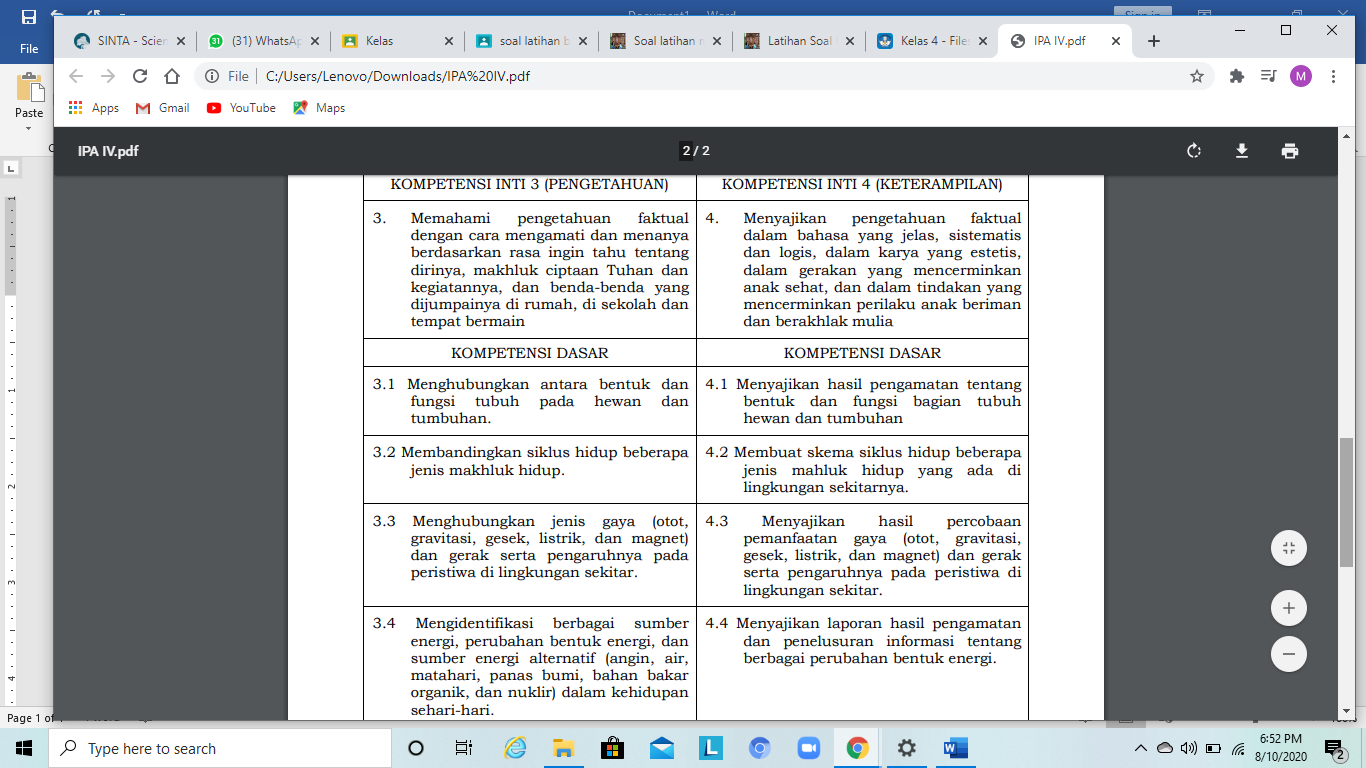 Document1 - Word
Sign in
File
Paste
SINTA - Scien
(31) WhatsAp
Kelas
soal latihan b
Soal latihan m
Latihan Soal
Kelas 4 - Files
IPA IV.pdf
File | C:/Users/Lenovo/Downloads/IPA%20IV.pdf
M
Apps Gmail YouTube Maps
IPA IV.pdf
2 / 2
KOMPETENSI INTI 3 (PENGETAHUAN)
KOMPETENSI INTI 4 (KETERAMPILAN)
3. Memahami pengetahuan faktual
dengan cara mengamati dan menanya
berdasarkan rasa ingin tahu tentang
dirinya, makhluk ciptaan Tuhan dan
kegiatannya, dan benda-benda yang
dijumpainya di rumah, di sekolah dan
tempat bermain
4. Menyajikan pengetahuan faktual
dalam bahasa yang jelas, sistematis
dan logis, dalam karya yang estetis,
dalam gerakan yang mencerminkan
anak sehat, dan dalam tindakan yang
mencerminkan perilaku anak beriman
dan berakhlak mulia
KOMPETENSI DASAR
KOMPETENSI DASAR
3.1 Menghubungkan antara bentuk dan
fungsi tubuh pada hewan dan
tumbuhan.
4.1 Menyajikan hasil pengamatan tentang
bentuk dan fungsi bagian tubuh
hewan dan tumbuhan
3.2 Membandingkan siklus hidup beberapa
jenis makhluk hidup.
4.2 Membuat skema siklus hidup beberapa
jenis mahluk hidup yang ada di
lingkungan sekitarnya.
3.3 Menghubungkan jenis gaya (otot,
gravitasi, gesek, listrik, dan magnet)
dan gerak serta pengaruhnya pada
peristiwa di lingkungan sekitar.
4.3 Menyajikan hasil percobaan
pemanfaatan gaya (otot, gravitasi,
gesek, listrik, dan magnet) dan gerak
serta pengaruhnya pada peristiwa di
lingkungan sekitar.
3.4 Mengidentifikasi berbagai sumber
energi, perubahan bentuk energi, dan
sumber energi alternatif (angin, air,
matahari, panas bumi, bahan bakar
organik, dan nuklir) dalam kehidupan
sehari-hari.
4.4 Menyajikan laporan hasil pengamatan
dan penelusuran informasi tentang
berbagai perubahan bentuk energi.
Page 1 of
Type here to search
6:52 PM
8/10/2020
2